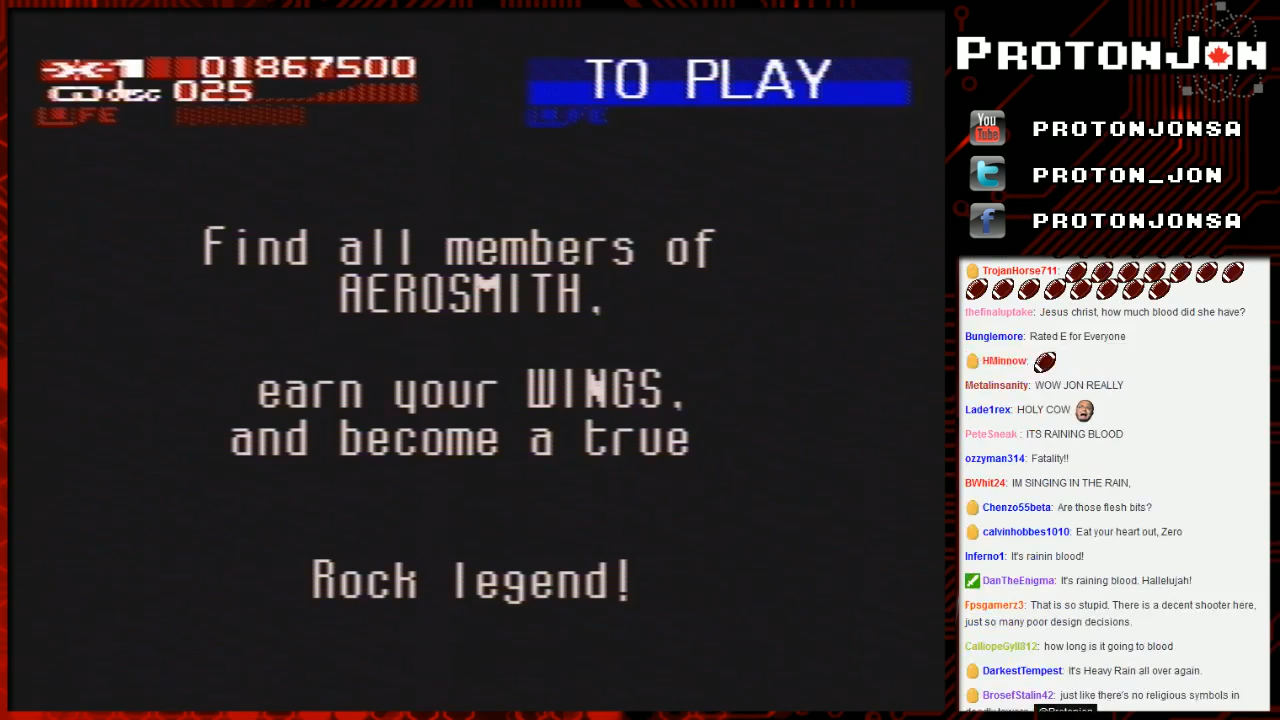 01867500
disc 025
LIFE
TO PLAY
LIFE
Find all members of
AEROSMITH,
earn your WINGS,
and become a true
Rock legend!
PROTONJON
You
Tube
PROTONJONSA
PROTON_JON
PROTONJONSA
TrojanHorse711:
thefinaluptake: Jesus christ, how much blood did she have?
Bunglemore: Rated E for Everyone
HMinnow:
Metalinsanity: WOW JON REALLY
Lade1rex: HOLY COW
PeteSneak : ITS RAINING BLOOD
ozzyman314: Fatality!!
BWhit24: IM SINGING IN THE RAIN,
Chenzo55beta: Are those flesh bits?
calvinhobbes1010: Eat your heart out, Zero
Inferno1: It's rainin blood!
DanTheEnigma: It's raining blood. Hallelujah!
Fpsgamerz3: That is so stupid. There is a decent shooter here,
just so many poor design decisions.
CalliopeGyll812: how long is it going to blood
DarkestTempest: It's Heavy Rain all over again.
BrosefStalin42: just like there's no religious symbols in